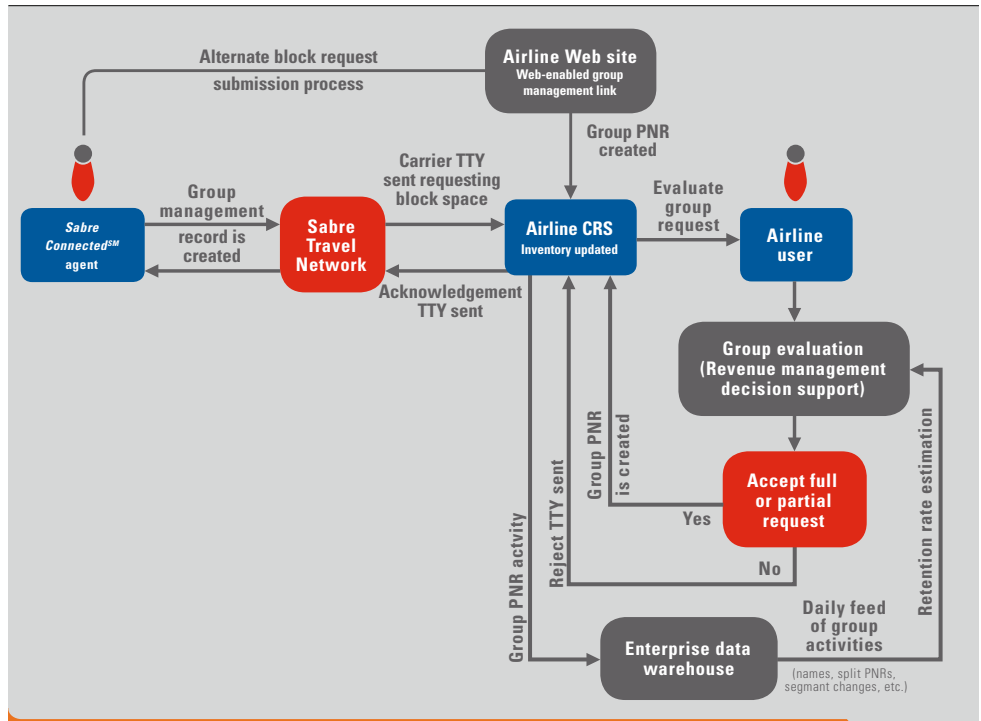 Alternate block request
submission process
Airline Web site
Web-enabled group
management link
Group PNR
created
Carrier TTY
sent requesting
block space
Group
management
record is
created
Evaluate
group
request
Sabre
Connected℠
agent
Sabre
Travel
Network
Airline CRS
Inventory updated
Airline
user
Acknowledgement
TTY sent
Group evaluation
(Revenue management
decision support)
Group PNR
is created
Reject TTY sent
Group PNR actvity
Retention rate estimation
Accept full
or partial
request
Yes
No
Enterprise data
warehouse
Daily feed
of group
activities
(names, split PNRs,
segmant changes, etc.)